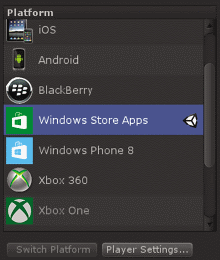 Platform
iOS
Android
BlackBerry
Windows Store Apps
Windows Phone 8
Xbox 360
Xbox One
Switch Platform
Player Settings...